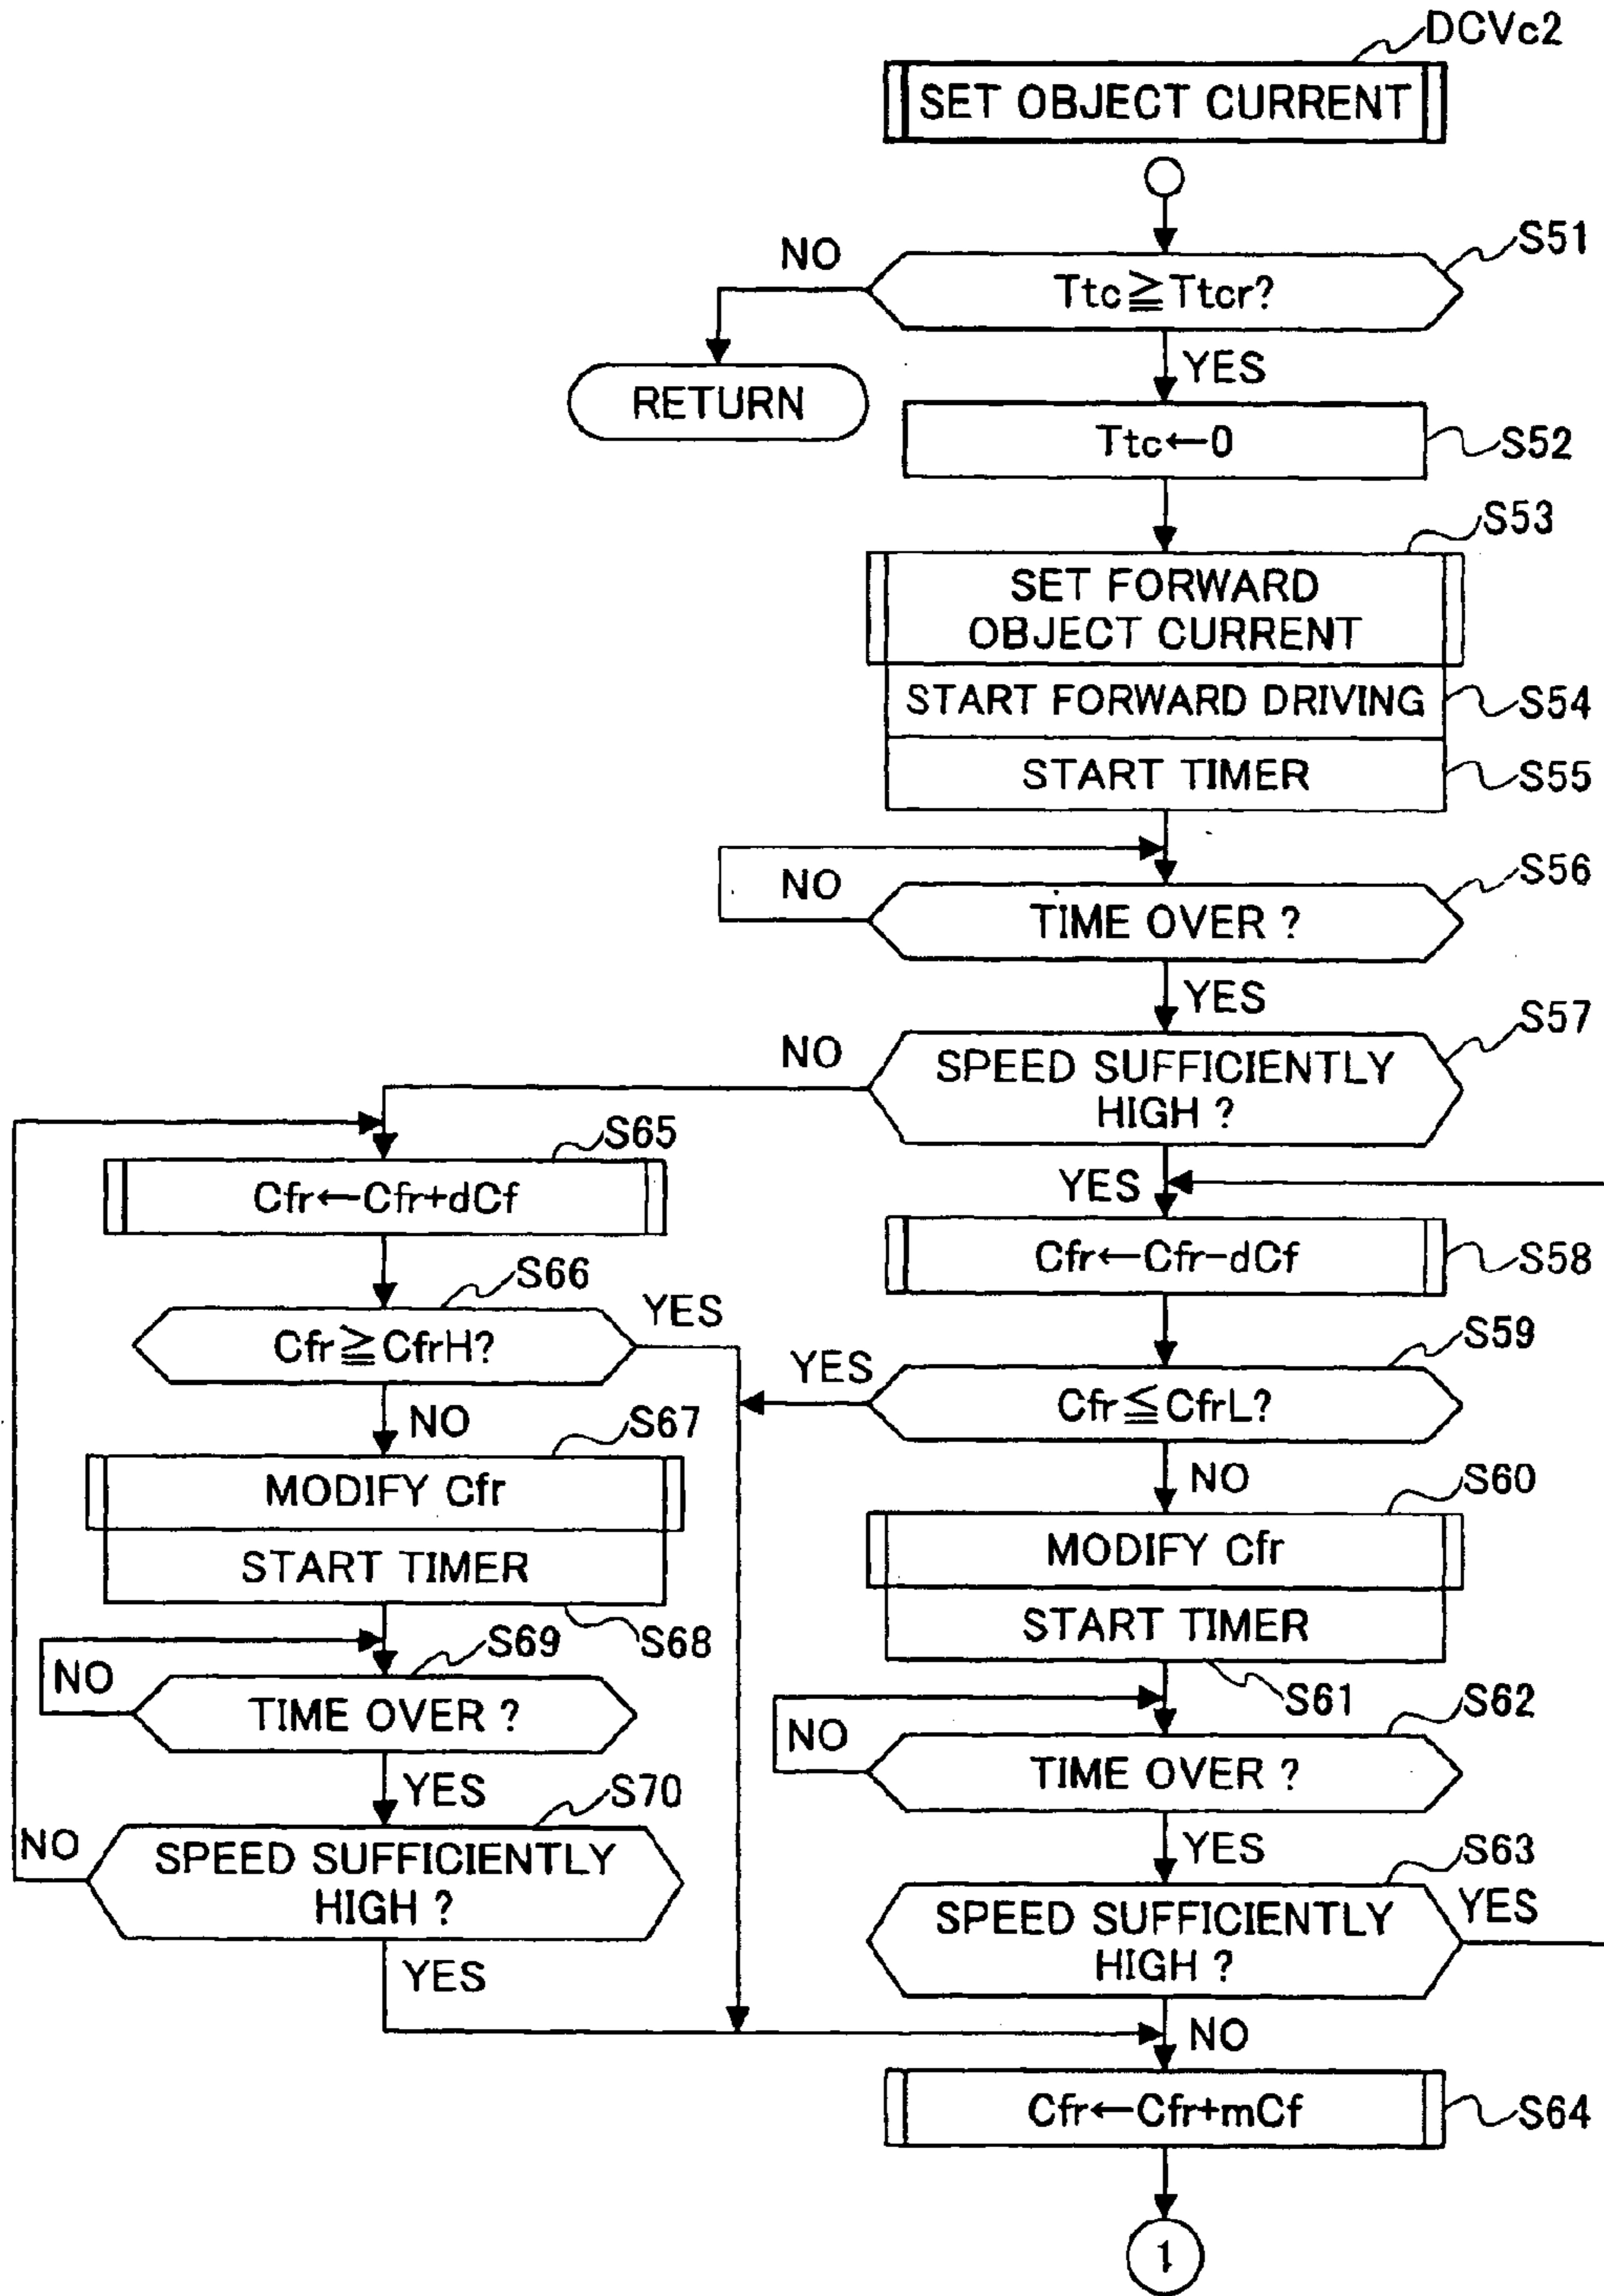 DCVc2
SET OBJECT CURRENT
S51
NO
Ttc≧Ttcr?
YES
RETURN
Ttc←0
S52
S53
SET FORWARD
OBJECT CURRENT
START FORWARD DRIVING
S54
START TIMER
S55
S56
NO
TIME OVER ?
YES
S57
NO
SPEED SUFFICIENTLY
HIGH ?
YES
S65
Cfr←Cfr+dCf
Cfr←Cfr-dCf
S58
S66
YES
Cfr≧CfrH?
NO
S59
YES
Cfr≦CfrL?
NO
S67
MODIFY Cfr
START TIMER
S68
S60
MODIFY Cfr
START TIMER
S61
S69
NO
TIME OVER ?
YES
S62
NO
TIME OVER ?
YES
S70
NO
SPEED SUFFICIENTLY
HIGH ?
YES
S63
SPEED SUFFICIENTLY
HIGH ?
YES
NO
Cfr←Cfr+mCf
S64
1